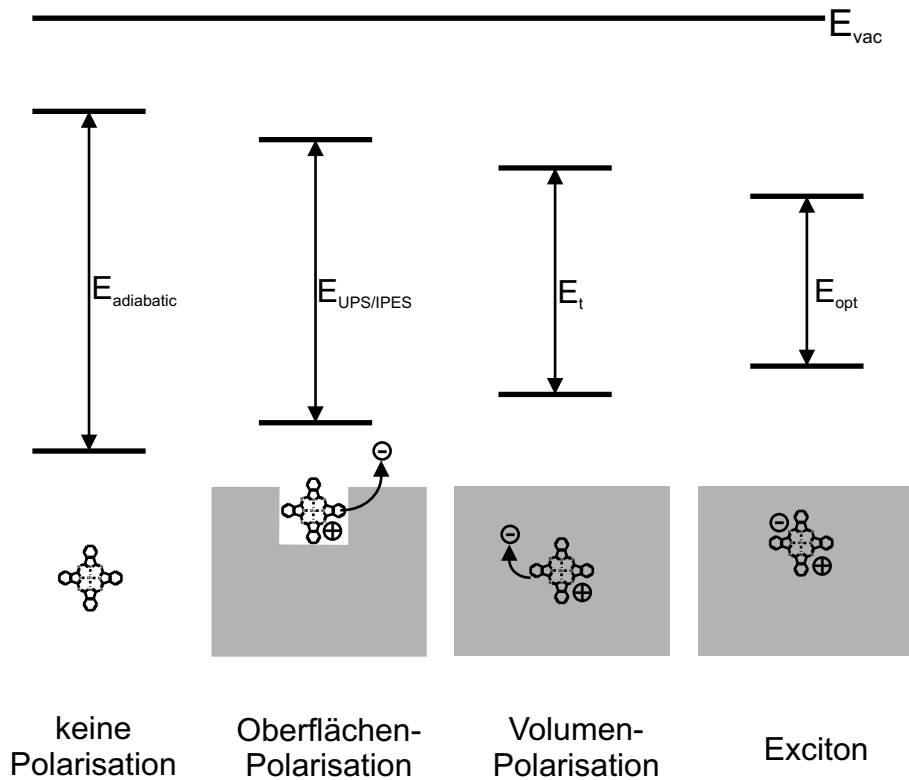 E_vac
E_adiabatic
E_UPS/IPES
E_t
E_opt
keine
Polarisation
Oberflächen-
Polarisation
Volumen-
Polarisation
Exciton